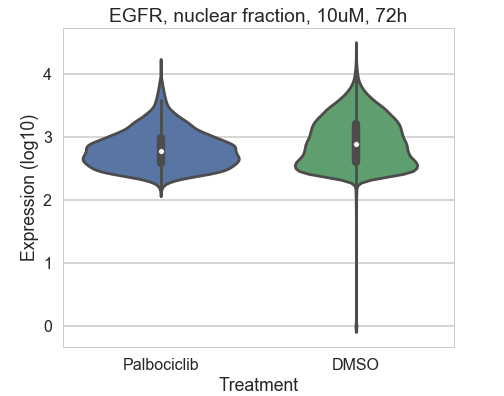 EGFR, nuclear fraction, 10uM, 72h
Expression (log10)
4
3
2
1
0
Palbociclib DMSO
Treatment